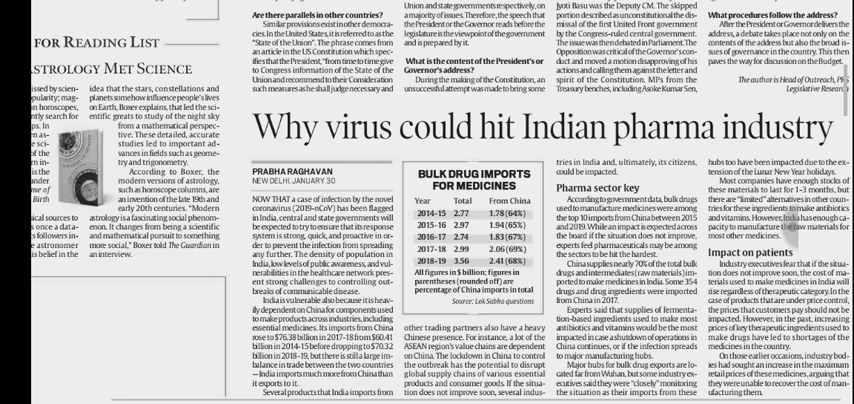 FOR READING LIST
ASTROLOGY MET SCIENCE
issed by scien-
opularity; mag-
n horoscopes,
ntly search for
ps. In
en as-
e sci-
of the
m in-
is the
ander
me of
Birth
ical sources to
s once a data-
ts followers in-
e astronomer
is belief in the
idea that the stars, constellations and
planets somehow influence people's lives
on Earth, Boxer explains, that led the sci-
entific greats to study of the night sky
from a mathematical perspec-
tive. These detailed, accurate
studies led to important ad-
vances in fields such as geome-
try and trigonometry.
According to Boxer, the
modern versions of astrology,
such as horoscope columns, are
an invention of the late 19th and
early 20th centuries. "Modern
astrology is a fascinating social phenom-
enon. It changes from being a scientific
and mathematical pursuit to something
more social," Boxer told The Guardian in
an interview.
Are there parallels in other countries?
Similar provisions exist in other democra-
cies. In the United States, it is referred to as the
"State of the Union". The phrase comes from
an article in the US Constitution which spec-
ifies that the President, "from time to time give
to Congress information of the State of the
Union and recommend to their Consideration
such measures as he shall judge necessary and
Union and state governments respectively, on
a majority of issues. Therefore, the speech that
the President or the Governor reads before the
legislature is the viewpoint of the government
and is prepared by it.
What is the content of the President's or
Governor's address?
During the making of the Constitution, an
unsuccessful attempt was made to bring some
Jyoti Basu was the Deputy CM. The skipped
portion described as unconstitutional the dis-
missal of the first United Front government
by the Congress-ruled central government.
The issue was then debated in Parliament. The
Opposition was critical of the Governor's con-
duct and moved a motion disapproving of his
actions and calling them against the letter and
spirit of the Constitution. MPs from the
Treasury benches, including Asoke Kumar Sen,
What procedures follow the address?
After the President or Governor delivers the
address, a debate takes place not only on the
contents of the address but also the broad is-
sues of governance in the country. This then
paves the way for discussion on the Budget.
The author is Head of Outreach, PRS
Legislative Research
Why virus could hit Indian pharma industry
PRABHA RAGHAVAN
NEW DELHI, JANUARY 30
NOW THAT a case of infection by the novel
coronavirus (2019-nCoV) has been flagged
in India, central and state governments will
be expected to try to ensure that its response
system is strong, quick, and proactive in or-
der to prevent the infection from spreading
any further. The density of population in
India, low levels of public awareness, and vul-
nerabilities in the healthcare network pres-
ent strong challenges to controlling out-
breaks of communicable disease.
India is vulnerable also because it is heav-
ily dependent on China for components used
to make products across industries, including
essential medicines. Its imports from China
rose to $76.38 billion in 2017-18 from $60.41
billion in 2014-15 before dropping to $70.32
billion in 2018-19, but there is still a large im-
balance in trade between the two countries
— India imports much more from China than
it exports to it.
Several products that India imports from
BULK DRUG IMPORTS
FOR MEDICINES
Year Total From China
2014-15 2.77 1.78 (64%)
2015-16 2.97 1.94 (65%)
2016-17 2.74 1.83 (67%)
2017-18 2.99 2.06 (69%)
2018-19 3.56 2.41 (68%)
All figures in $ billion; figures in
parentheses (rounded off) are
percentage of China imports in total
Source: Lok Sabha questions
other trading partners also have a heavy
Chinese presence. For instance, a lot of the
ASEAN region's value chains are dependent
on China. The lockdown in China to control
the outbreak has the potential to disrupt
global supply chains of various essential
products and consumer goods. If the situa-
tion does not improve soon, several indus-
tries in India and, ultimately, its citizens,
could be impacted.
Pharma sector key
According to government data, bulk drugs
used to manufacture medicines were among
the top 10 imports from China between 2015
and 2019. While an impact is expected across
the board if the situation does not improve,
experts feel pharmaceuticals may be among
the sectors to be hit the hardest.
China supplies nearly 70% of the total bulk
drugs and intermediates (raw materials) im-
ported to make medicines in India. Some 354
drugs and drug ingredients were imported
from China in 2017.
Experts said that supplies of fermenta-
tion-based ingredients used to make most
antibiotics and vitamins would be the most
impacted in case a shutdown of operations in
China continues, or if the infection spreads
to major manufacturing hubs.
Major hubs for bulk drug exports are lo-
cated far from Wuhan, but some industry ex-
ecutives said they were "closely" monitoring
the situation as their imports from these
hubs too have been impacted due to the ex-
tension of the Lunar New Year holidays.
Most companies have enough stocks of
these materials to last for 1-3 months, but
there are "limited" alternatives in other coun-
tries for these ingredients to make antibiotics
and vitamins. However, India has enough ca-
pacity to manufacture the raw materials for
most other medicines.
Impact on patients
Industry executives fear that if the situa-
tion does not improve soon, the cost of ma-
terials used to make medicines in India will
rise regardless of therapeutic category. In the
case of products that are under price control,
the prices that customers pay should not be
impacted. However, in the past, increasing
prices of key therapeutic ingredients used to
make drugs have led to shortages of the
medicines in the country.
On those earlier occasions, industry bod-
ies had sought an increase in the maximum
retail prices of these medicines, arguing that
they were unable to recover the cost of man-
ufacturing them.